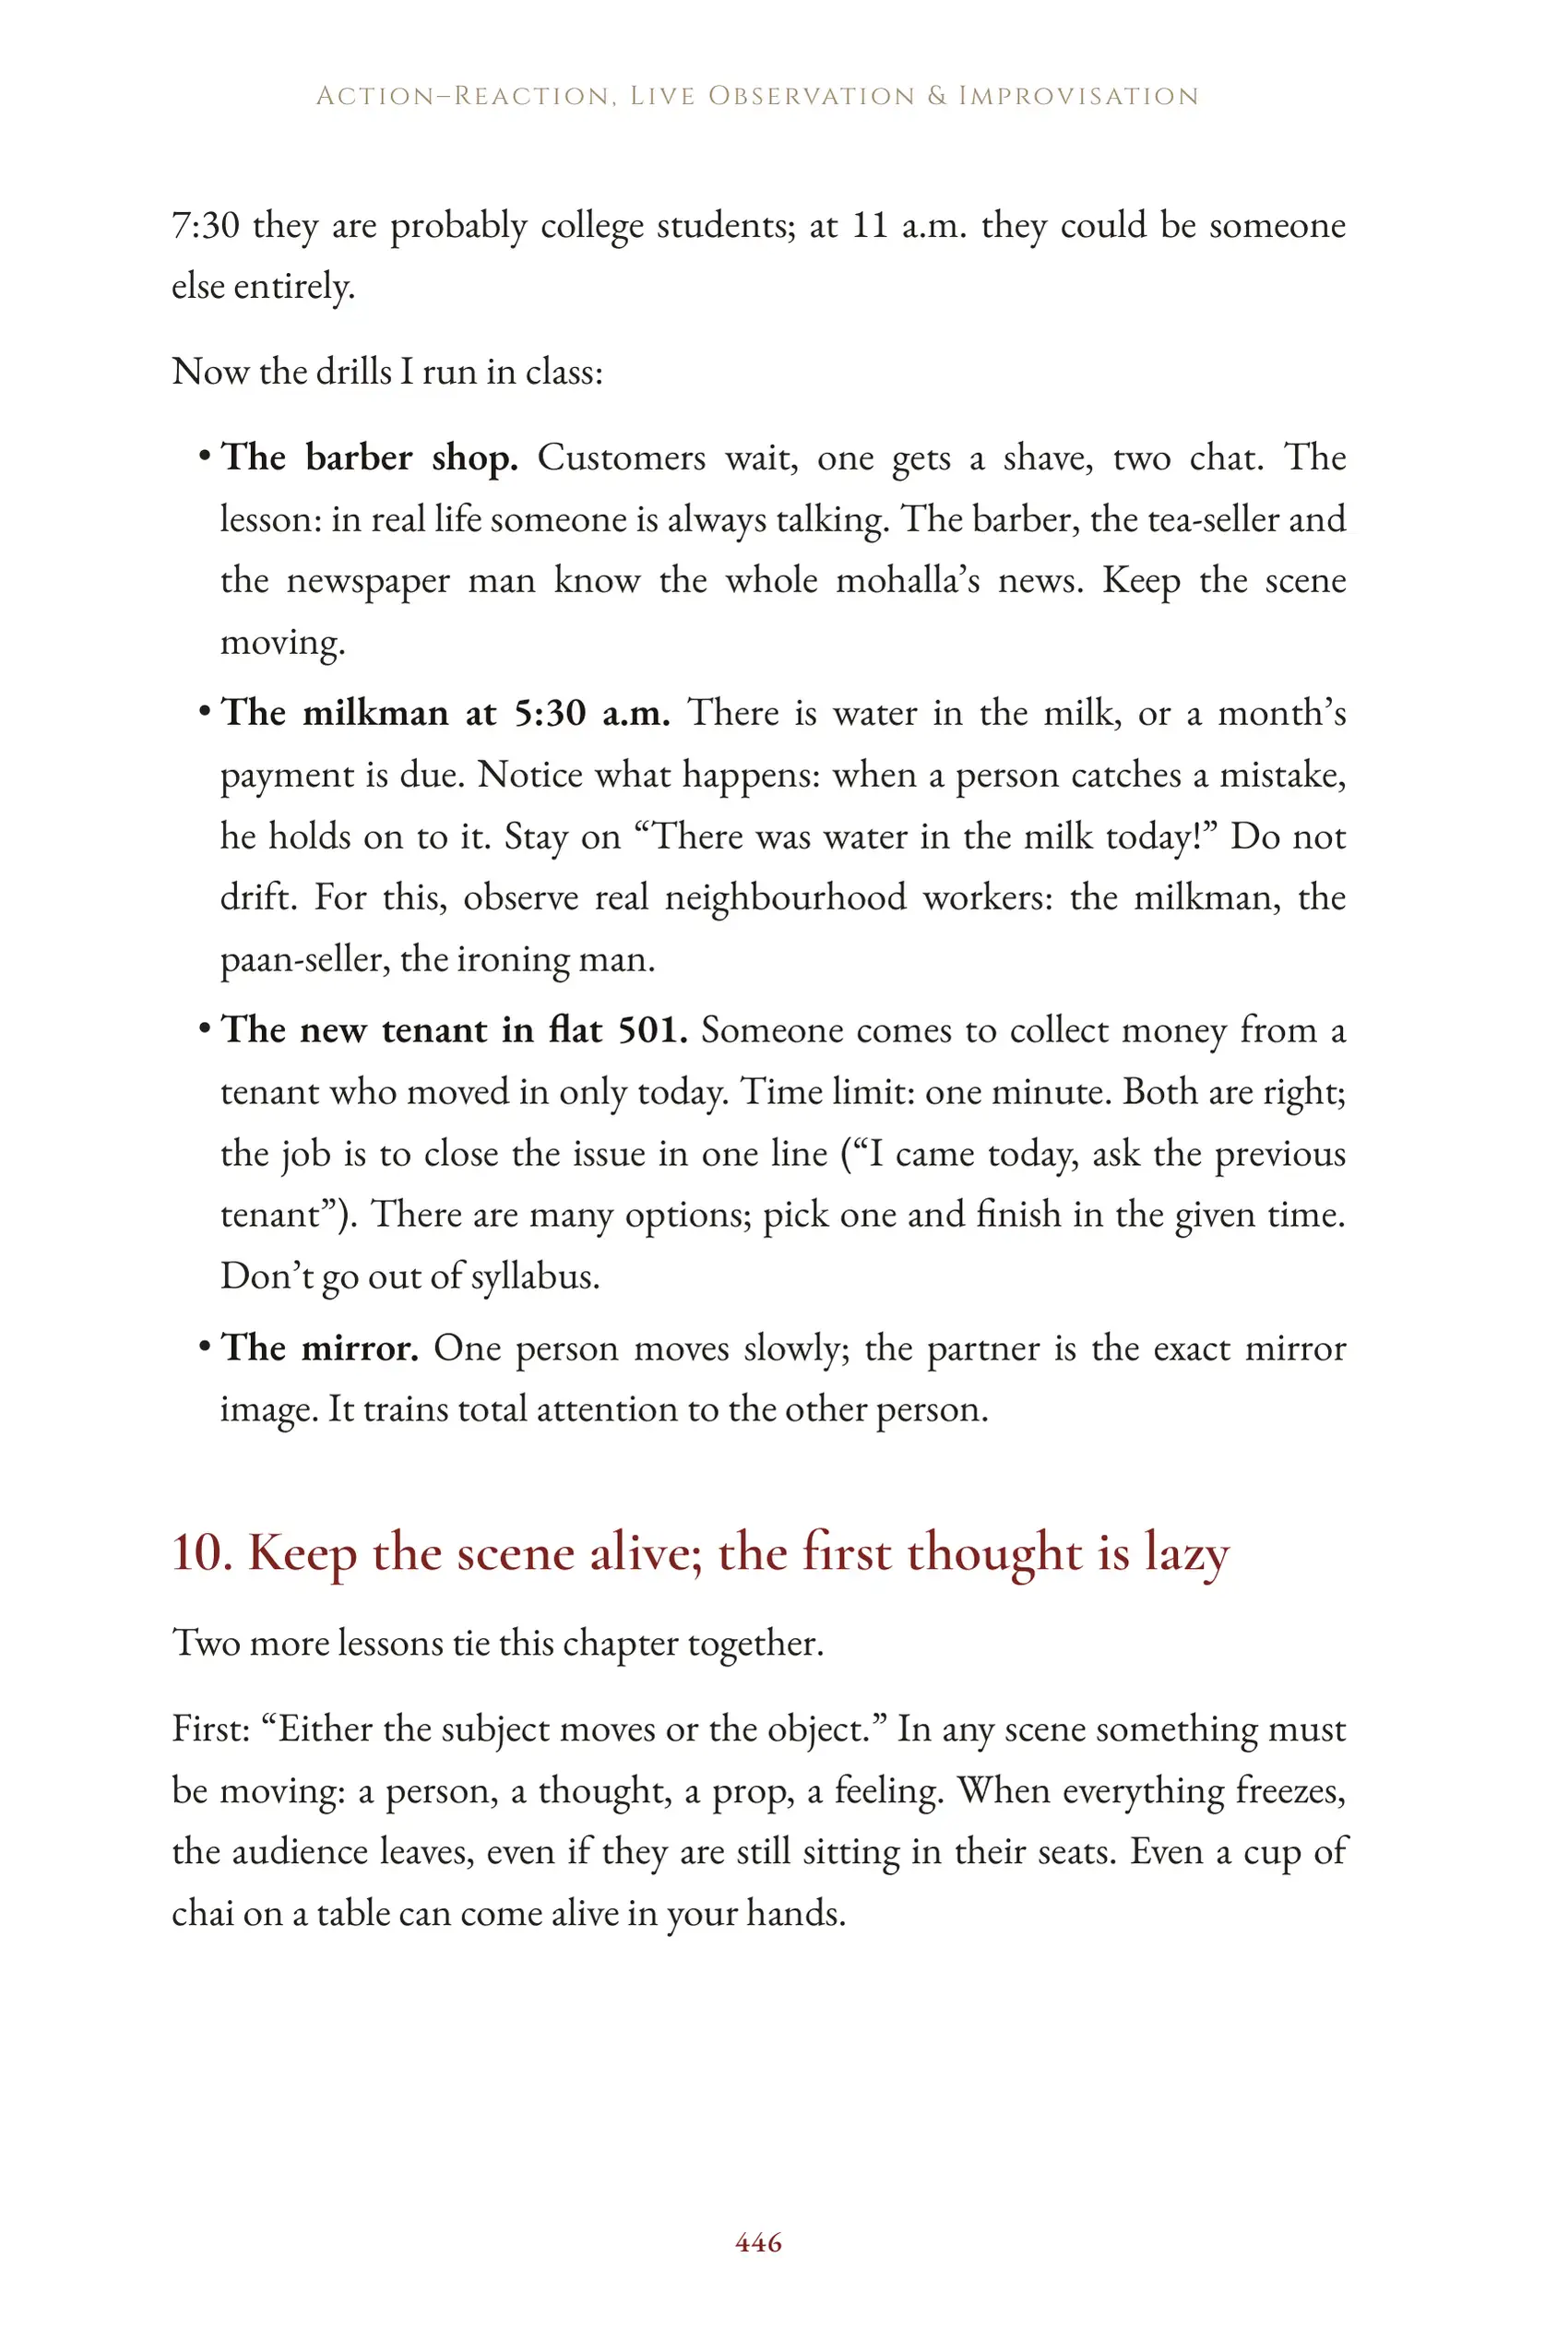 Action–Reaction, Live Observation & Improvisation
7:30 they are probably college students; at 11 a.m. they could be someone
else entirely.
Now the drills I run in class:
• The barber shop. Customers wait, one gets a shave, two chat. The
lesson: in real life someone is always talking. The barber, the tea-seller and
the newspaper man know the whole mohalla’s news. Keep the scene
moving.
• The milkman at 5:30 a.m. There is water in the milk, or a month’s
payment is due. Notice what happens: when a person catches a mistake,
he holds on to it. Stay on “There was water in the milk today!” Do not
drift. For this, observe real neighbourhood workers: the milkman, the
paan-seller, the ironing man.
• The new tenant in flat 501. Someone comes to collect money from a
tenant who moved in only today. Time limit: one minute. Both are right;
the job is to close the issue in one line (“I came today, ask the previous
tenant”). There are many options; pick one and finish in the given time.
Don’t go out of syllabus.
• The mirror. One person moves slowly; the partner is the exact mirror
image. It trains total attention to the other person.
10. Keep the scene alive; the first thought is lazy
Two more lessons tie this chapter together.
First: “Either the subject moves or the object.” In any scene something must
be moving: a person, a thought, a prop, a feeling. When everything freezes,
the audience leaves, even if they are still sitting in their seats. Even a cup of
chai on a table can come alive in your hands.
446